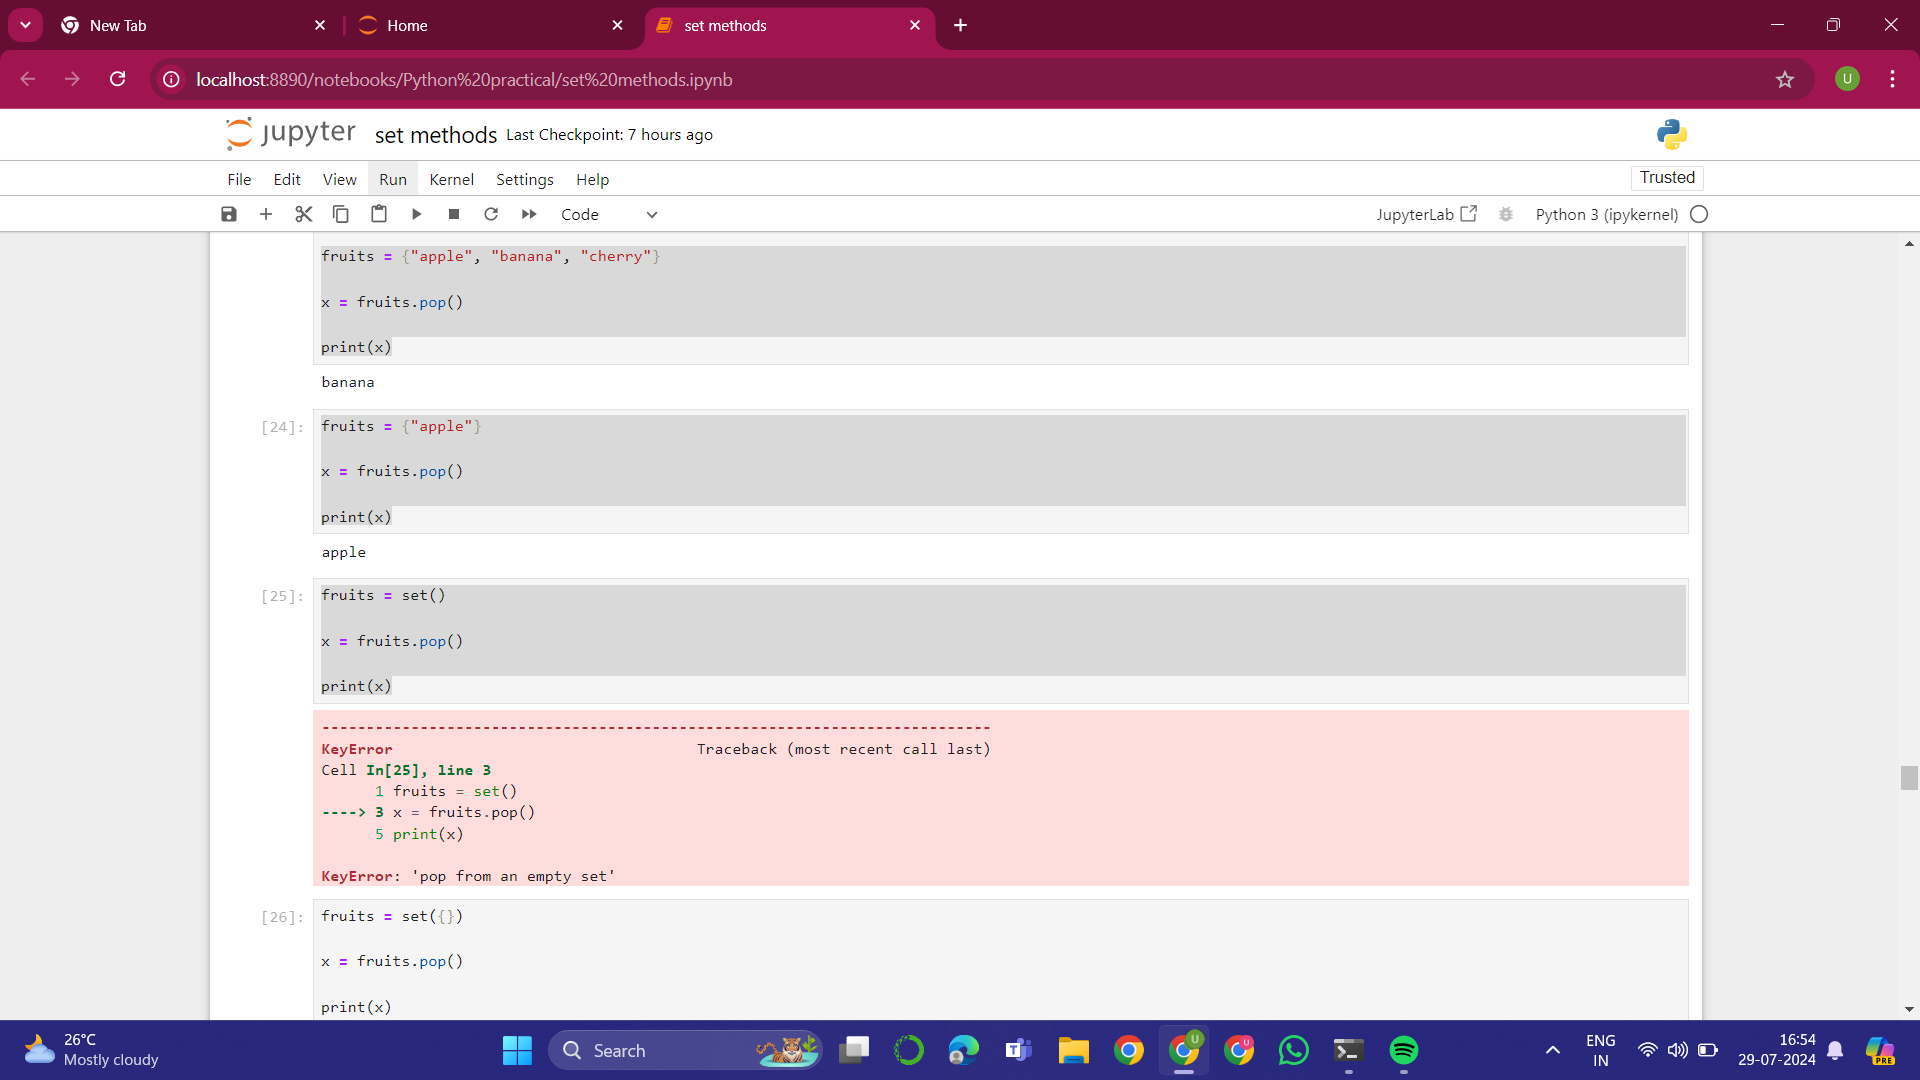 New Tab
Home
set methods
localhost:8890/notebooks/Python%20practical/set%20methods.ipynb
U
jupyter set methods Last Checkpoint: 7 hours ago
File Edit View Run Kernel Settings Help
Trusted
Code
JupyterLab
Python 3 (ipykernel)
fruits = {"apple", "banana", "cherry"}
x = fruits.pop()
print(x)
banana
[24]:
fruits = {"apple"}
x = fruits.pop()
print(x)
apple
[25]:
fruits = set()
x = fruits.pop()
print(x)
---------------------------------------------------------------------------
KeyError Traceback (most recent call last)
Cell In[25], line 3
1 fruits = set()
----> 3 x = fruits.pop()
5 print(x)
KeyError: 'pop from an empty set'
[26]:
fruits = set({})
x = fruits.pop()
print(x)
26°C
Mostly cloudy
Search
U
U
ENG
IN
16:54
29-07-2024
PRE